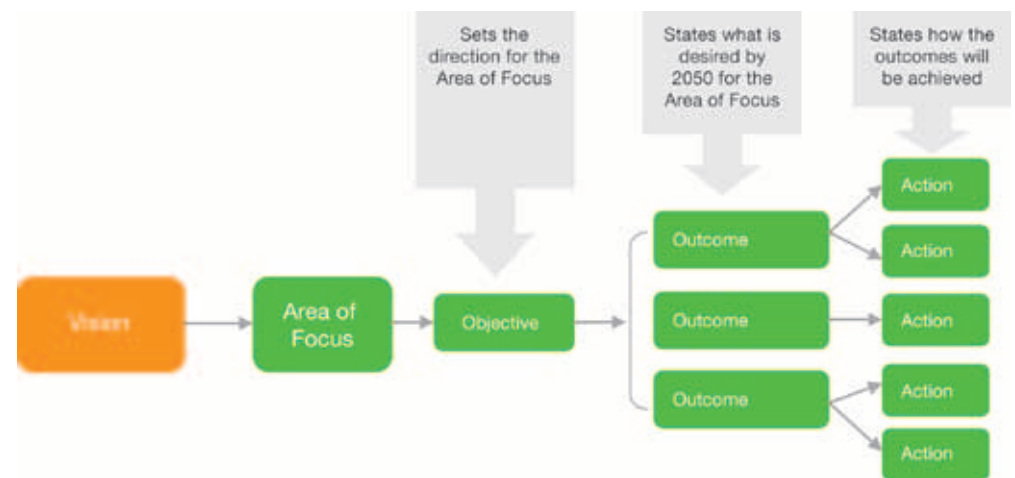 Sets the
direction for the
Area of Focus
States what is
desired by
2050 for the
Area of Focus
States how the
outcomes will
be achieved
Vision
Area of
Focus
Objective
Outcome
Outcome
Outcome
Action
Action
Action
Action
Action